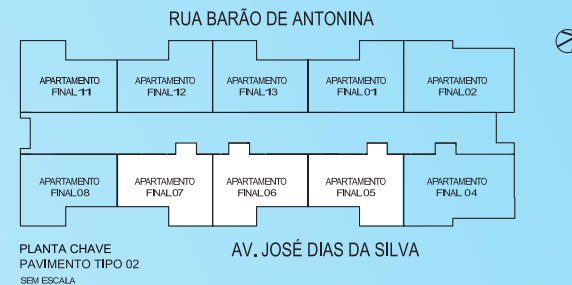 RUA BARÃO DE ANTONINA
APARTAMENTO
FINAL 11
APARTAMENTO
FINAL 12
APARTAMENTO
FINAL 13
APARTAMENTO
FINAL 01
APARTAMENTO
FINAL 02
APARTAMENTO
FINAL 08
APARTAMENTO
FINAL 07
APARTAMENTO
FINAL 06
APARTAMENTO
FINAL 05
APARTAMENTO
FINAL 04
PLANTA CHAVE
PAVIMENTO TIPO 02
SEM ESCALA
AV. JOSÉ DIAS DA SILVA